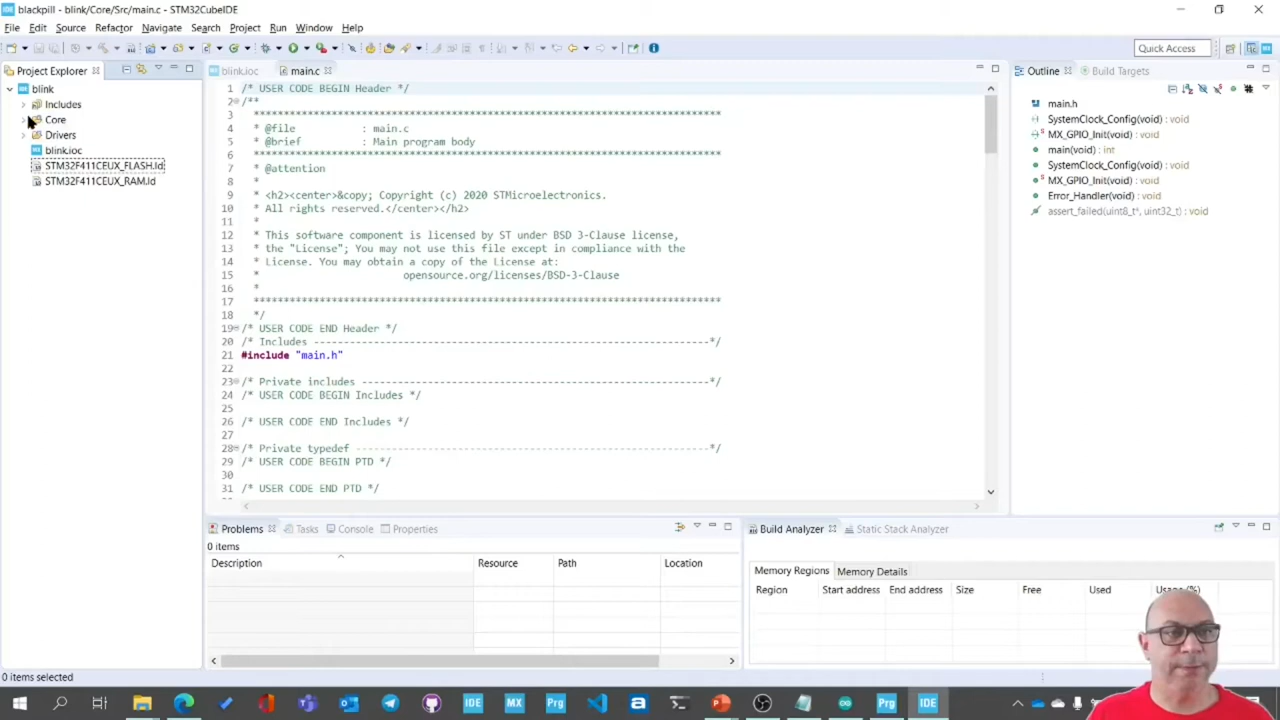 blackpill - blink/Core/Src/main.c - STM32CubeIDE
File Edit Source Refactor Navigate Search Project Run Window Help
Quick Access
Project Explorer
blink
Includes
Core
Drivers
blink.ioc
STM32F411CEUX_FLASH.ld
STM32F411CEUX_RAM.ld
blink.ioc main.c
1 /* USER CODE BEGIN Header */
2 /**
3 ******************************************************************************
4 * @file : main.c
5 * @brief : Main program body
6 ******************************************************************************
7 * @attention
8 *
9 * <h2><center>&copy; Copyright (c) 2020 STMicroelectronics.
10 * All rights reserved.</center></h2>
11 *
12 * This software component is licensed by ST under BSD 3-Clause license,
13 * the "License"; You may not use this file except in compliance with the
14 * License. You may obtain a copy of the License at:
15 * opensource.org/licenses/BSD-3-Clause
16 *
17 ******************************************************************************
18 */
19 /* USER CODE END Header */
20 /* Includes ------------------------------------------------------------------*/
21 #include "main.h"
22
23 /* Private includes ----------------------------------------------------------*/
24 /* USER CODE BEGIN Includes */
25
26 /* USER CODE END Includes */
27
28 /* Private typedef -----------------------------------------------------------*/
29 /* USER CODE BEGIN PTD */
30
31 /* USER CODE END PTD */
Outline Build Targets
main.h
SystemClock_Config(void) : void
MX_GPIO_Init(void) : void
main(void) : int
SystemClock_Config(void) : void
MX_GPIO_Init(void) : void
Error_Handler(void) : void
assert_failed(uint8_t*, uint32_t) : void
Problems Tasks Console Properties
0 items
Description Resource Path Location
Build Analyzer Static Stack Analyzer
Memory Regions Memory Details
Region Start address End address Size Free Used Usage (%)
0 items selected
IDE MX Prg Prg IDE